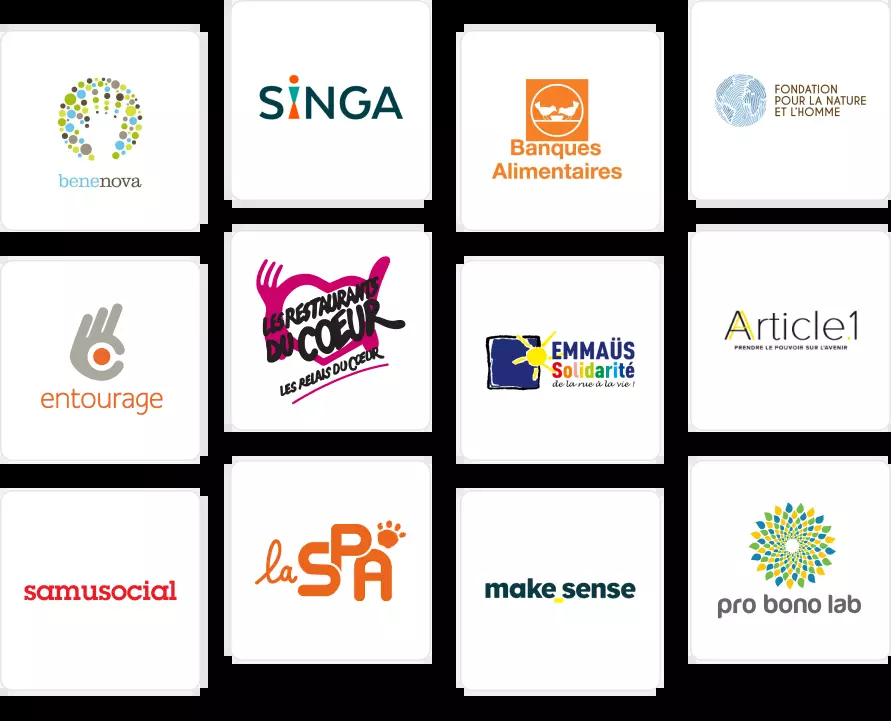 benenova
SiNGA
Banques
Alimentaires
FONDATION
POUR LA NATURE
ET L'HOMME
entourage
LES RESTAURANTS
DU COEUR
LES RELAIS DU COEUR
EMMAÜS
Solidarité
de la rue à la vie !
Article.1
PRENDRE LE POUVOIR SUR L'AVENIR
samusocial
la SPA
make_sense
pro bono lab